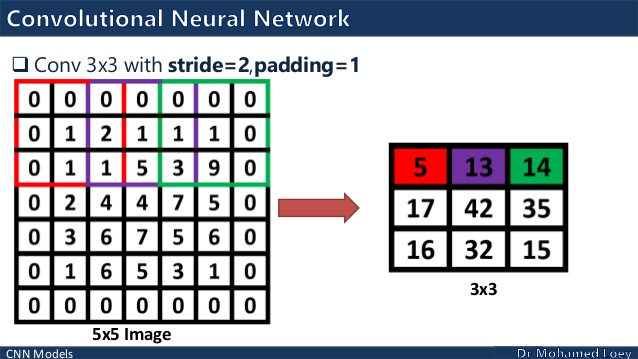 Convolutional Neural Network
❑ Conv 3x3 with stride=2,padding=1
0 0 0 0 0 0 0
0 1 2 1 1 1 0
0 1 1 5 3 9 0
0 2 4 4 7 5 0
0 3 6 7 5 6 0
0 1 6 5 3 1 0
0 0 0 0 0 0 0
5x5 Image
5 13 14
17 42 35
16 32 15
3x3
CNN Models
Dr Mohamed Loey